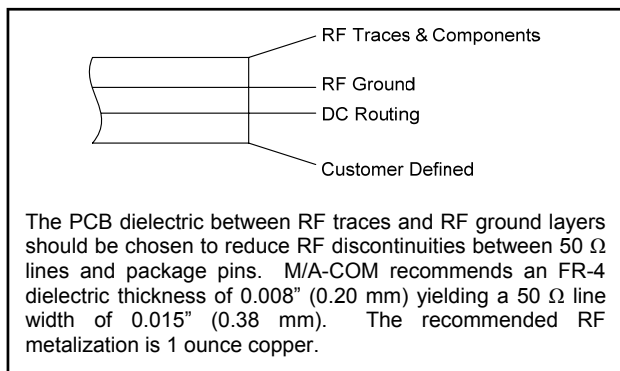 RF Traces & Components
RF Ground
DC Routing
Customer Defined
The PCB dielectric between RF traces and RF ground layers
should be chosen to reduce RF discontinuities between 50 Ω
lines and package pins. M/A-COM recommends an FR-4
dielectric thickness of 0.008” (0.20 mm) yielding a 50 Ω line
width of 0.015” (0.38 mm). The recommended RF
metalization is 1 ounce copper.